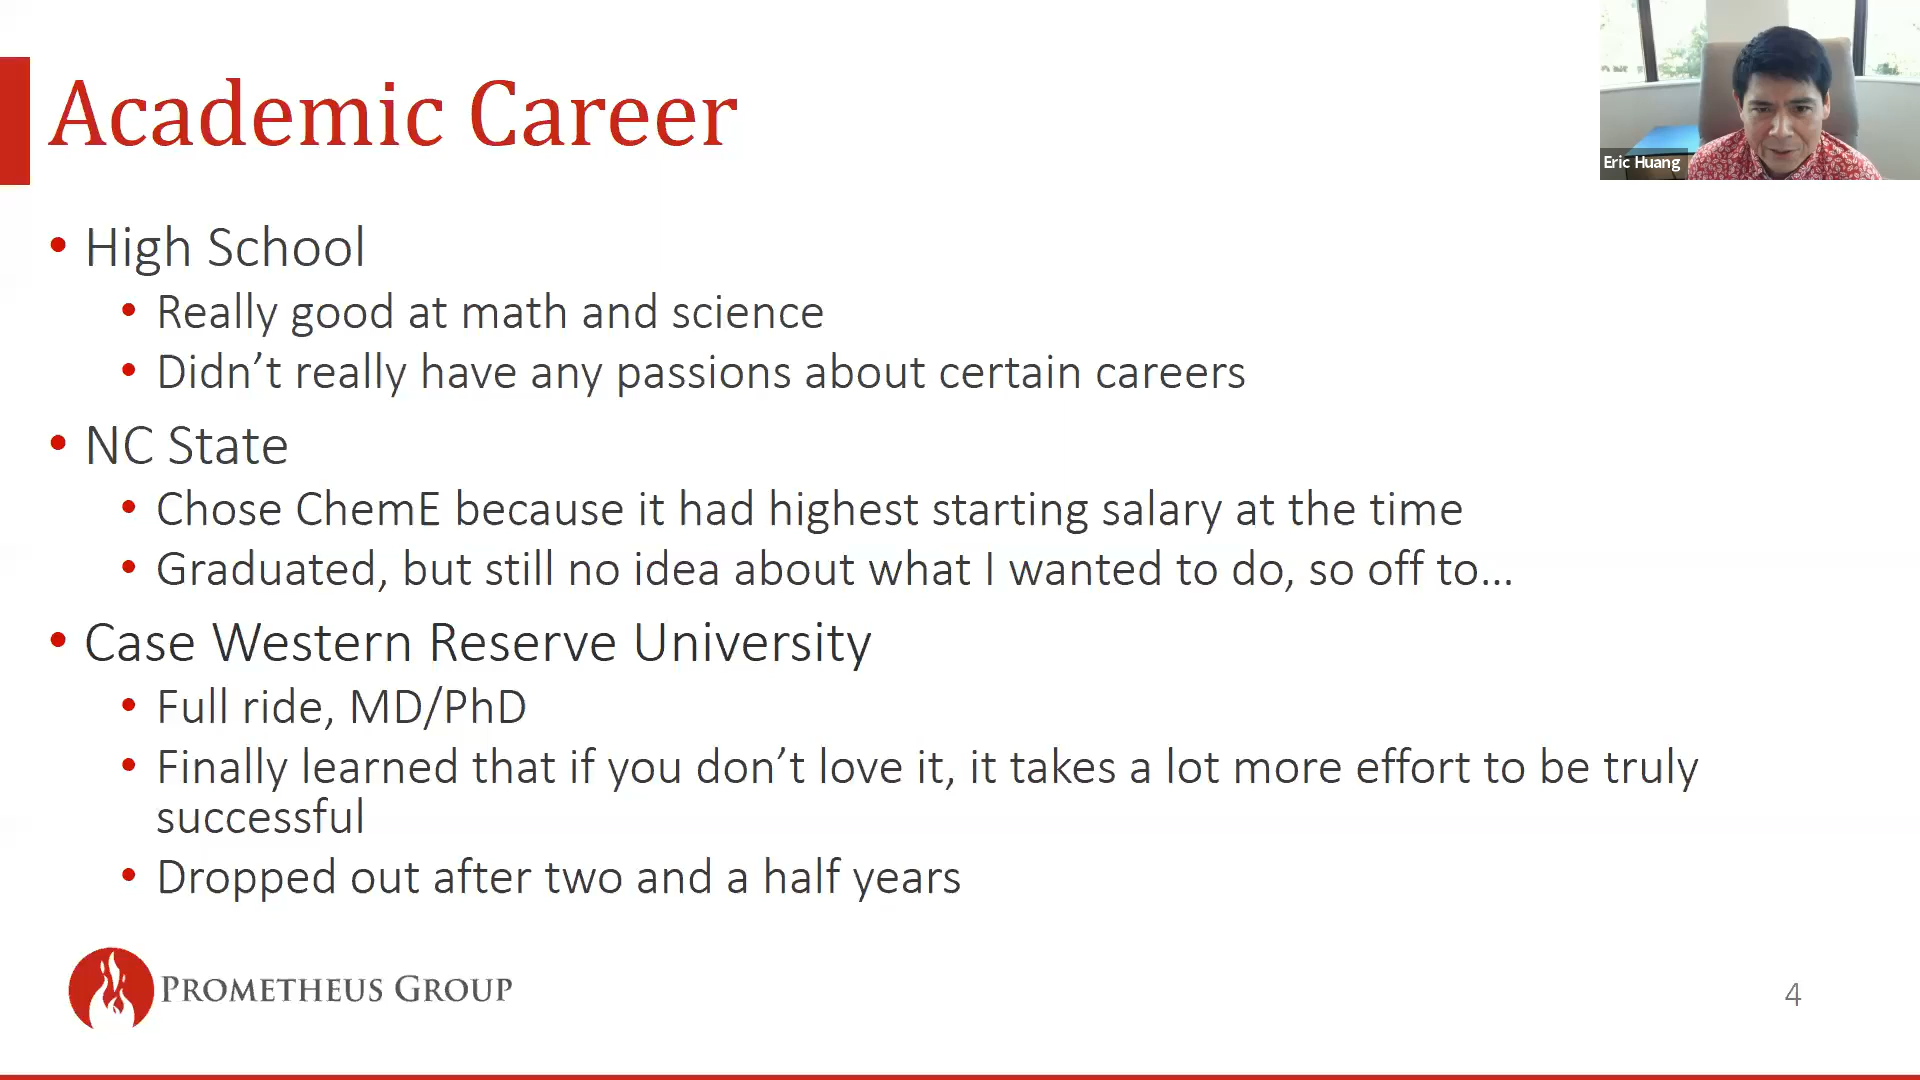 Academic Career
Eric Huang
• High School
• Really good at math and science
• Didn’t really have any passions about certain careers
• NC State
• Chose ChemE because it had highest starting salary at the time
• Graduated, but still no idea about what I wanted to do, so off to…
• Case Western Reserve University
• Full ride, MD/PhD
• Finally learned that if you don’t love it, it takes a lot more effort to be truly
successful
• Dropped out after two and a half years
PROMETHEUS GROUP
4